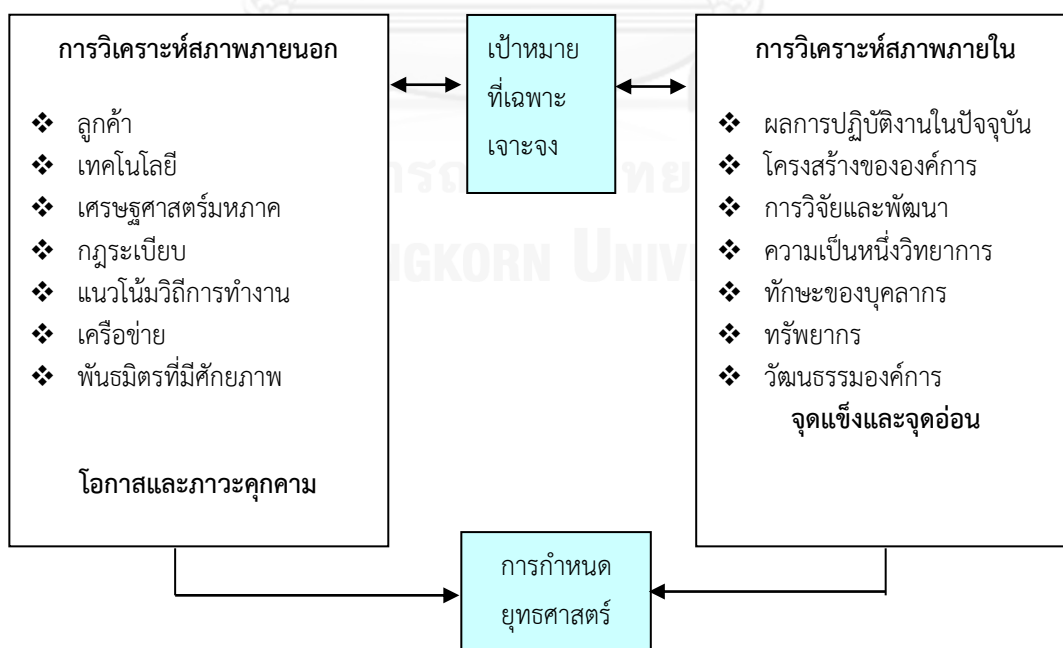 การวิเคราะห์สภาพภายนอก
❖ ลูกค้า
❖ เทคโนโลยี
❖ เศรษฐศาสตร์มหภาค
❖ กฎระเบียบ
❖ แนวโน้มวิถีการทำงาน
❖ เครือข่าย
❖ พันธมิตรที่มีศักยภาพ
โอกาสและภาวะคุกคาม
เป้าหมาย
ที่เฉพาะ
เจาะจง
การวิเคราะห์สภาพภายใน
❖ ผลการปฏิบัติงานในปัจจุบัน
❖ โครงสร้างขององค์การ
❖ การวิจัยและพัฒนา
❖ ความเป็นหนึ่งวิทยาการ
❖ ทักษะของบุคลากร
❖ ทรัพยากร
❖ วัฒนธรรมองค์การ
จุดแข็งและจุดอ่อน
การกำหนด
ยุทธศาสตร์